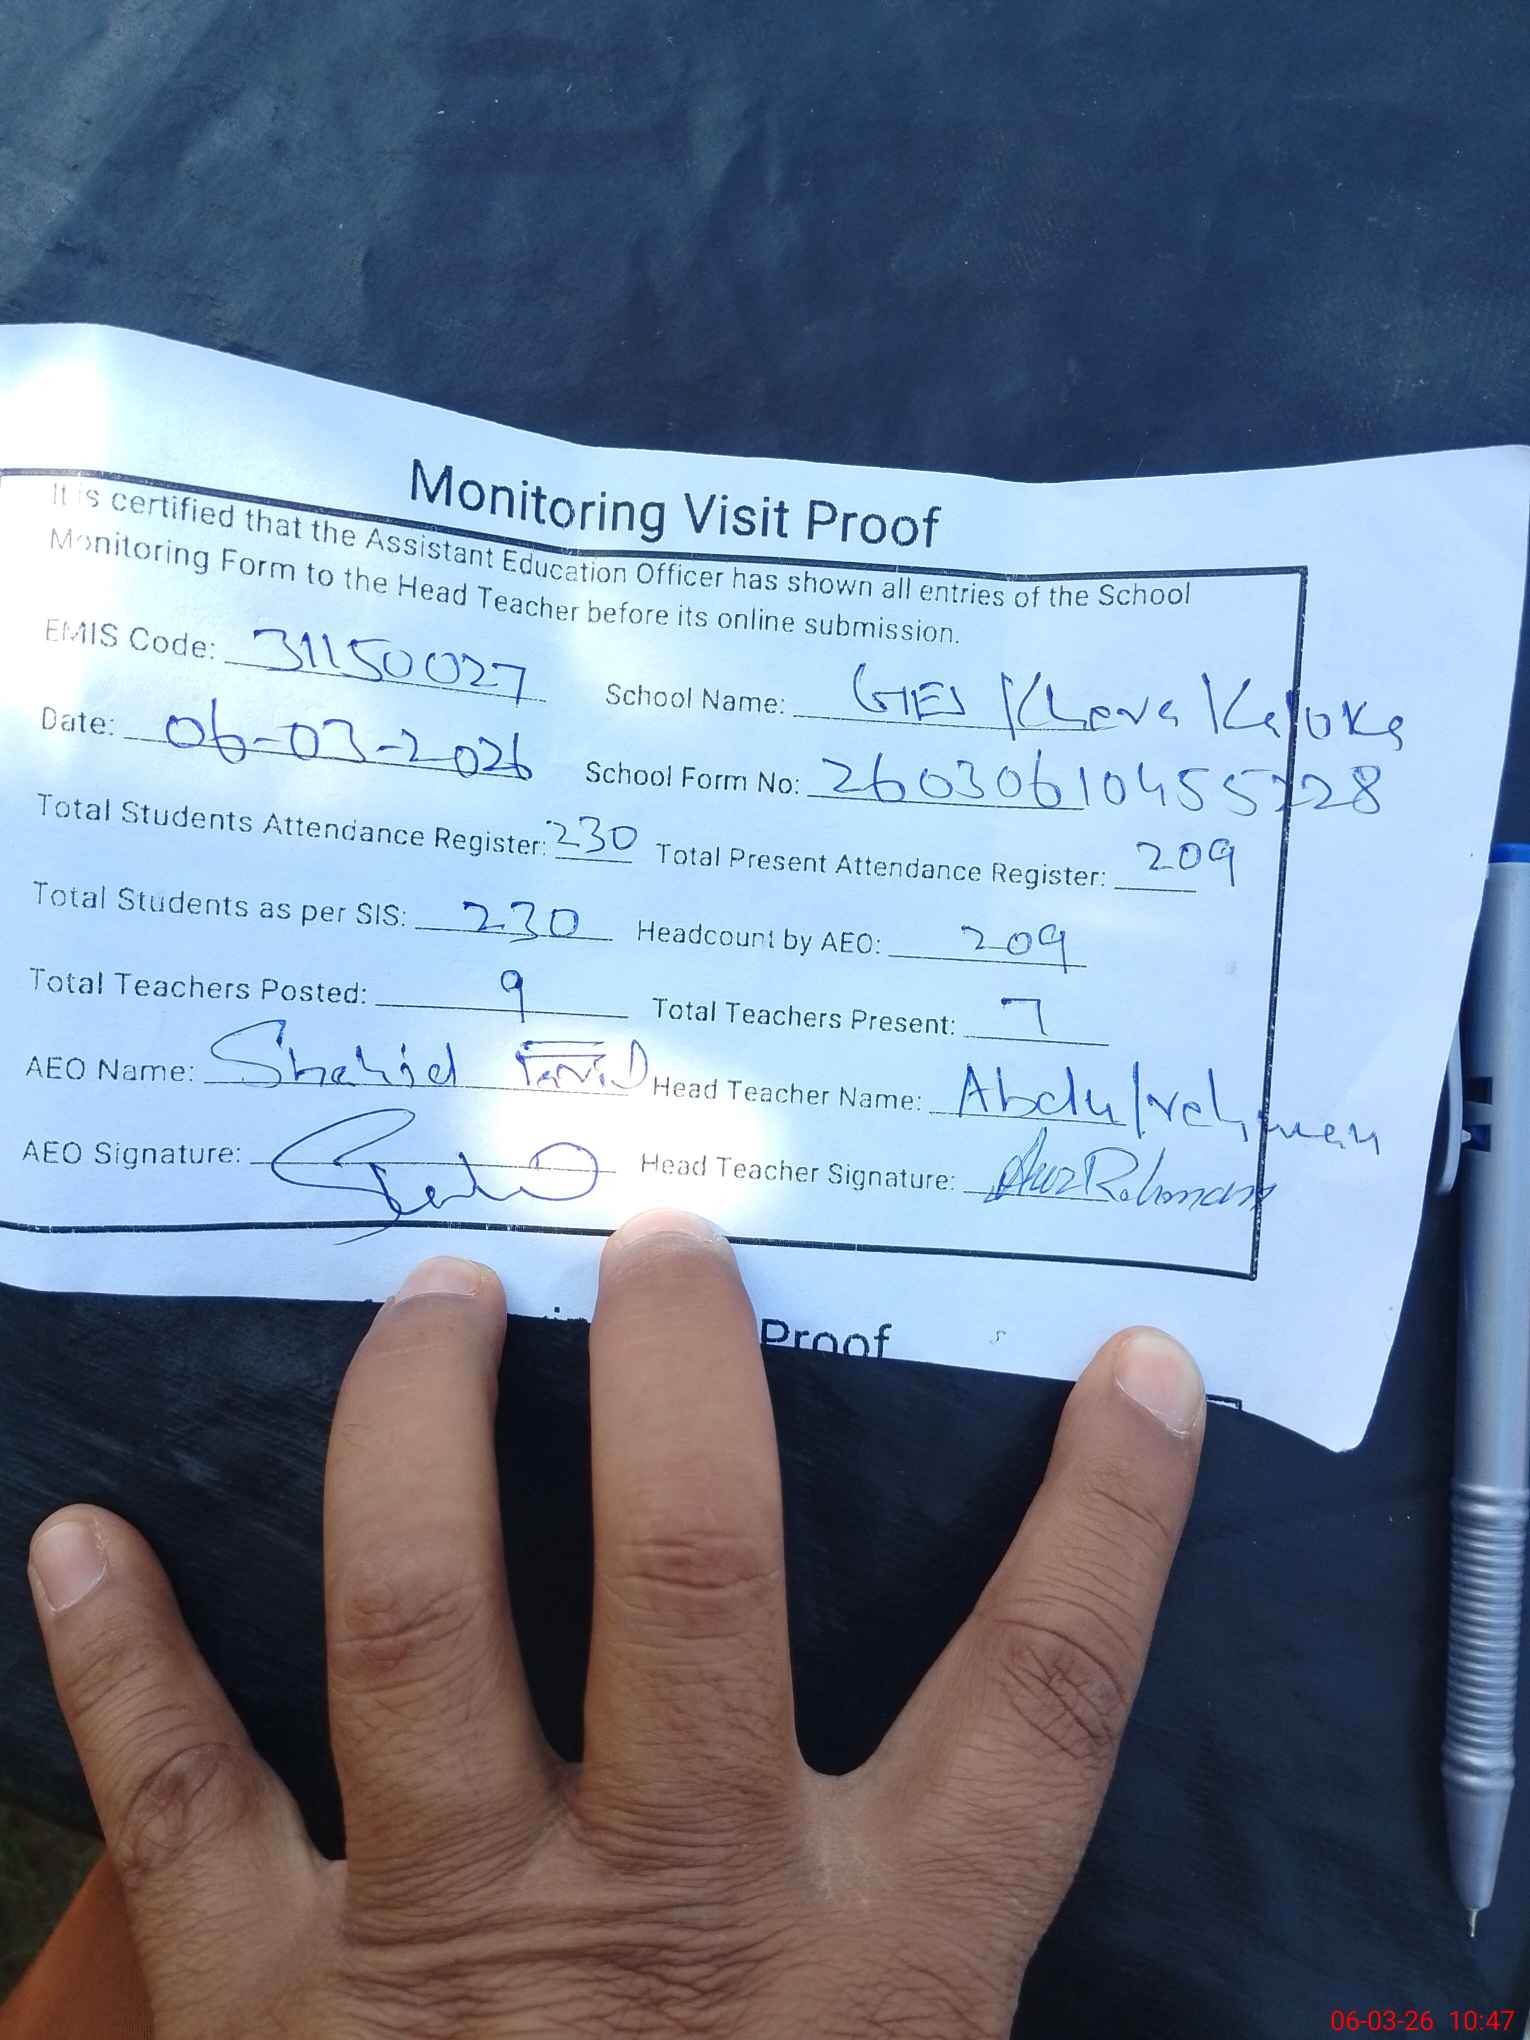 Monitoring Visit Proof
It is certified that the Assistant Education Officer has shown all entries of the School
Monitoring Form to the Head Teacher before its online submission.
EMIS Code: 31150027 School Name: GES Khera Kaloka
Date: 06-03-2026 School Form No:
Total Students Attendance Register: 230 Total Present Attendance Register: 209
Total Students as per SIS: 230 Headcount by AEO: 209
Total Teachers Posted: 9 Total Teachers Present: 7
AEO Name: Shahid Farid Head Teacher Name: Abdulrehman
AEO Signature: Head Teacher Signature:
Proof
06-03-26 10:47